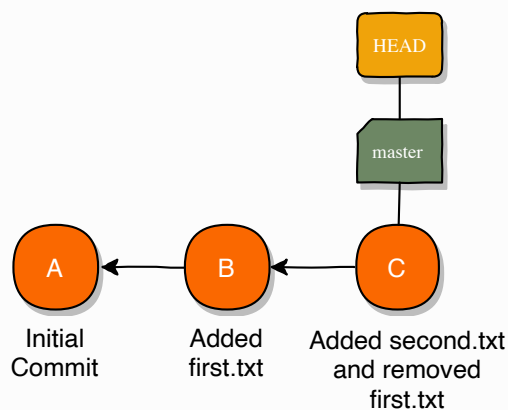 HEAD
master
A
B
C
Initial
Commit
Added
first.txt
Added second.txt
and removed
first.txt